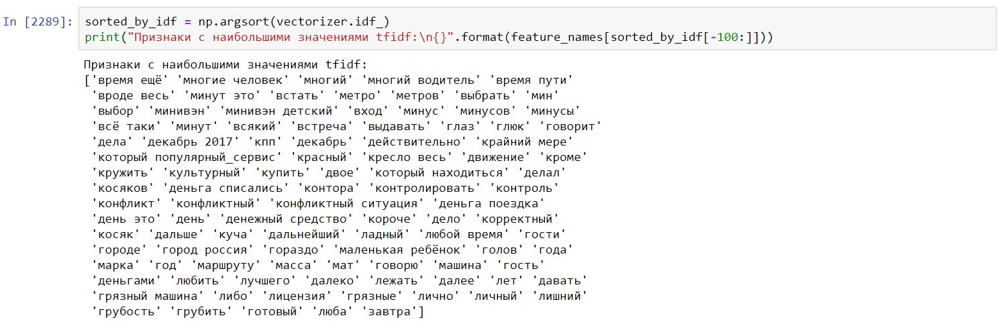 In [2289]: sorted_by_idf = np.argsort(vectorizer.idf_)
print("Признаки с наибольшими значениями tfidf:\n{}".format(feature_names[sorted_by_idf[-100:]]))
Признаки с наибольшими значениями tfidf:
['время ещё' 'многие человек' 'многий' 'многий водитель' 'время пути'
'вроде весь' 'минут это' 'встать' 'метро' 'метров' 'выбрать' 'мин'
'выбор' 'минивэн' 'минивэн детский' 'вход' 'минус' 'минусов' 'минусы'
'всё таки' 'минут' 'всякий' 'встреча' 'выдавать' 'глаз' 'глюк' 'говорит'
'дела' 'декабрь 2017' 'кпп' 'декабрь' 'действительно' 'крайний мере'
'который популярный_сервис' 'красный' 'кресло весь' 'движение' 'кроме'
'кружить' 'культурный' 'купить' 'двое' 'который находиться' 'делал'
'косяков' 'деньга списались' 'контора' 'контролировать' 'контроль'
'конфликт' 'конфликтный' 'конфликтный ситуация' 'деньга поездка'
'день это' 'день' 'денежный средство' 'короче' 'дело' 'корректный'
'косяк' 'дальше' 'куча' 'дальнейший' 'ладный' 'любой время' 'гости'
'городе' 'город россия' 'гораздо' 'маленькая ребёнок' 'голов' 'года'
'марка' 'год' 'маршруту' 'масса' 'мат' 'говорю' 'машина' 'гость'
'деньгами' 'любить' 'лучшего' 'далеко' 'лежать' 'далее' 'лет' 'давать'
'грязный машина' 'либо' 'лицензия' 'грязные' 'лично' 'личный' 'лишний'
'грубость' 'грубить' 'готовый' 'люба' 'завтра']